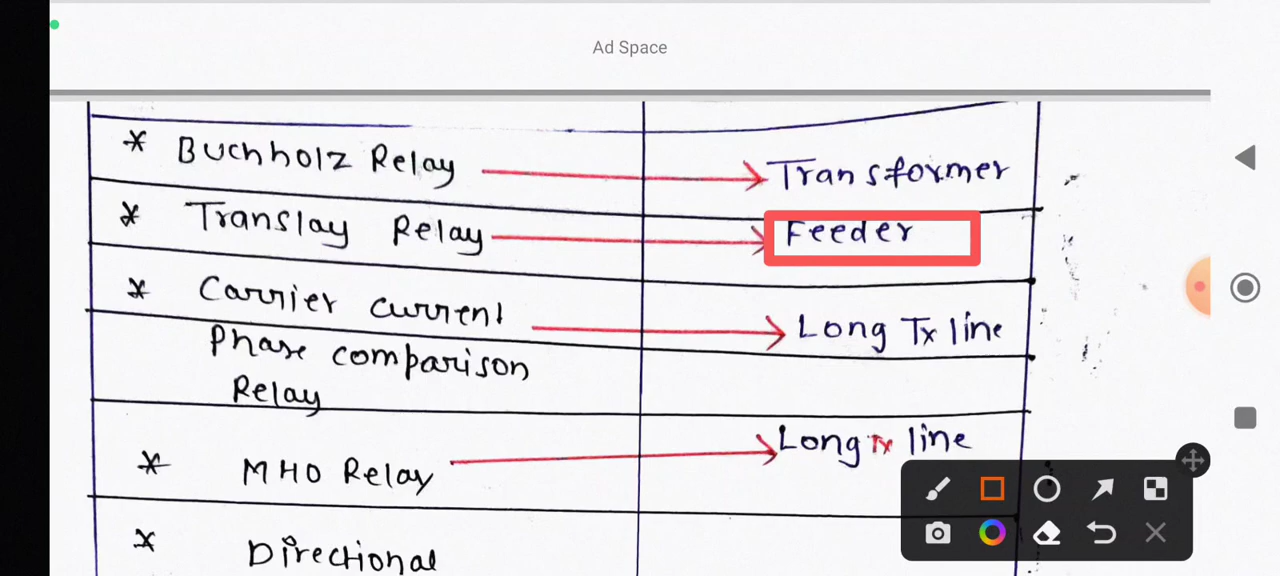 Ad Space
* Buchholz Relay → Transformer
* Translay Relay → Feeder
* Carrier current → Long Tx line
Phase comparison
Relay
* MHO Relay → Long Tx line
* Directional